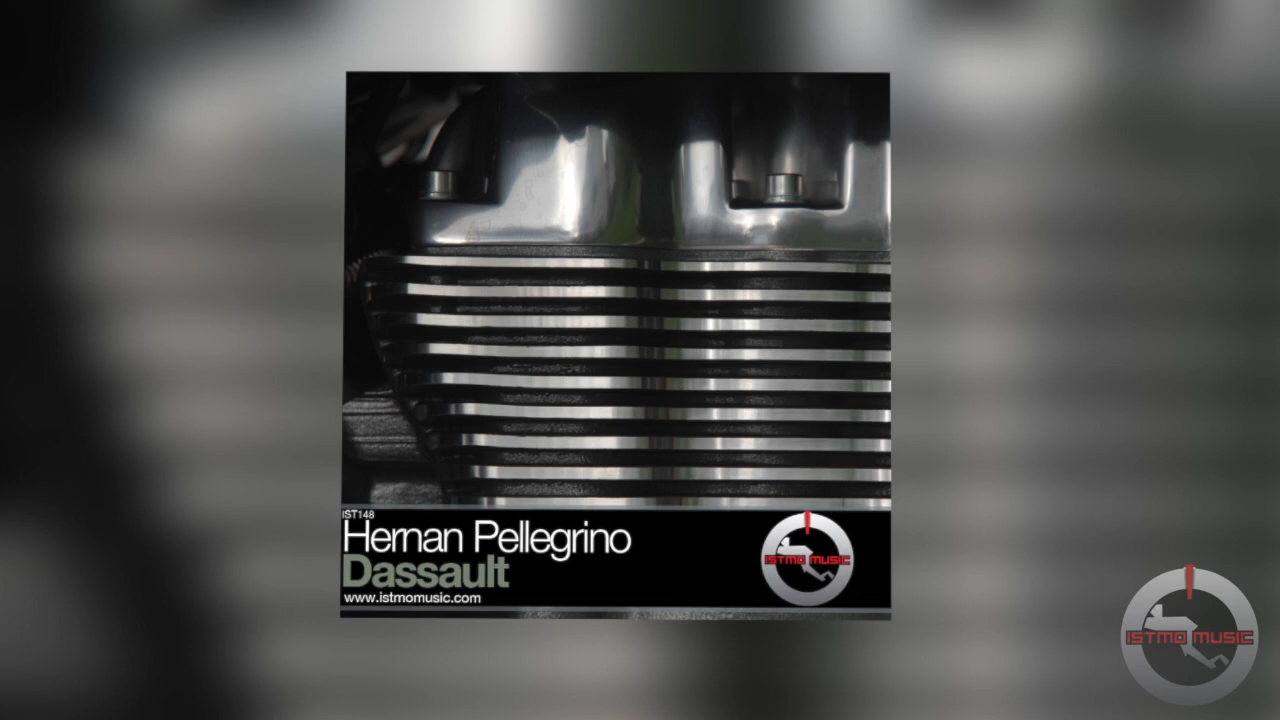 IST148
Hernan Pellegrino
Dassault
www.istmomusic.com
ISTMO MUSIC
ISTMO MUSIC